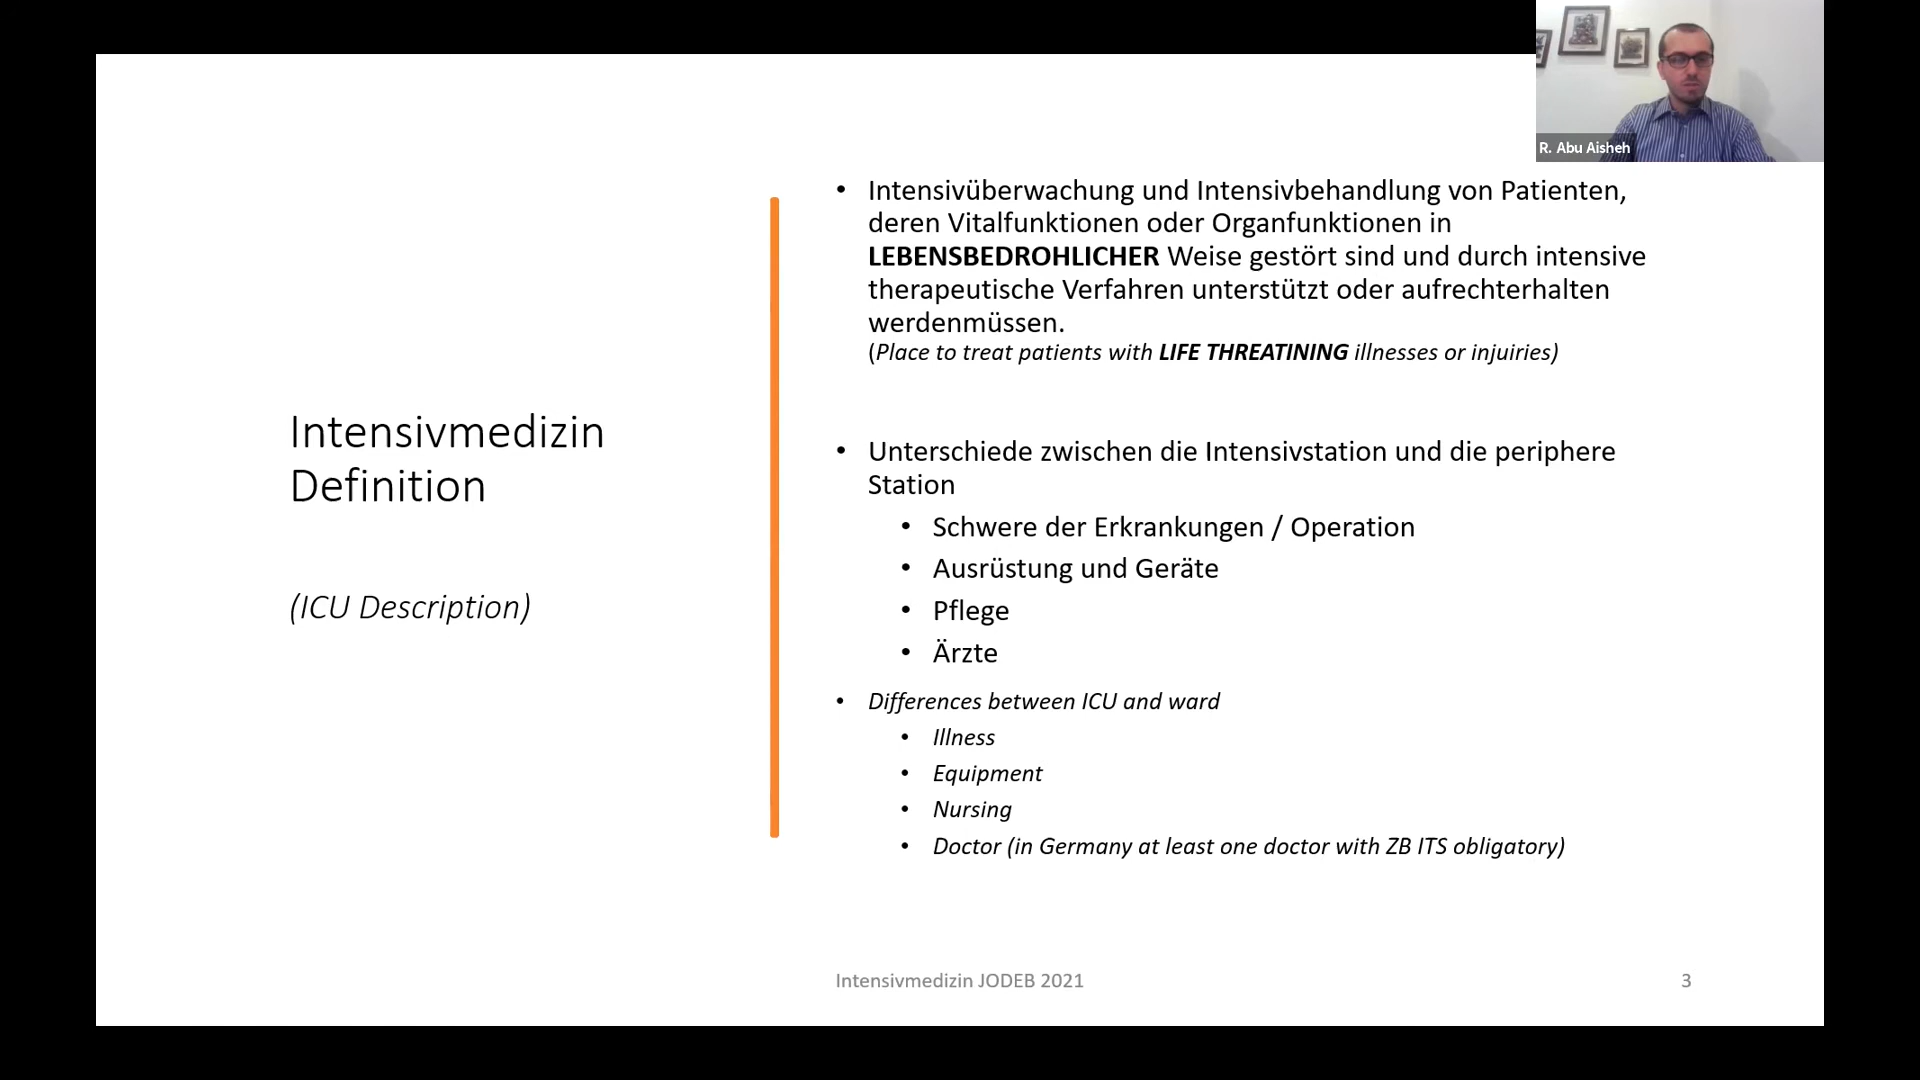 R. Abu Aisheh
Intensivmedizin
Definition
(ICU Description)
• Intensivüberwachung und Intensivbehandlung von Patienten,
deren Vitalfunktionen oder Organfunktionen in
LEBENSBEDROHLICHER Weise gestört sind und durch intensive
therapeutische Verfahren unterstützt oder aufrechterhalten
werdenmüssen.
(Place to treat patients with LIFE THREATINING illnesses or injuiries)
• Unterschiede zwischen die Intensivstation und die periphere
Station
• Schwere der Erkrankungen / Operation
• Ausrüstung und Geräte
• Pflege
• Ärzte
• Differences between ICU and ward
• Illness
• Equipment
• Nursing
• Doctor (in Germany at least one doctor with ZB ITS obligatory)
Intensivmedizin JODEB 2021
3